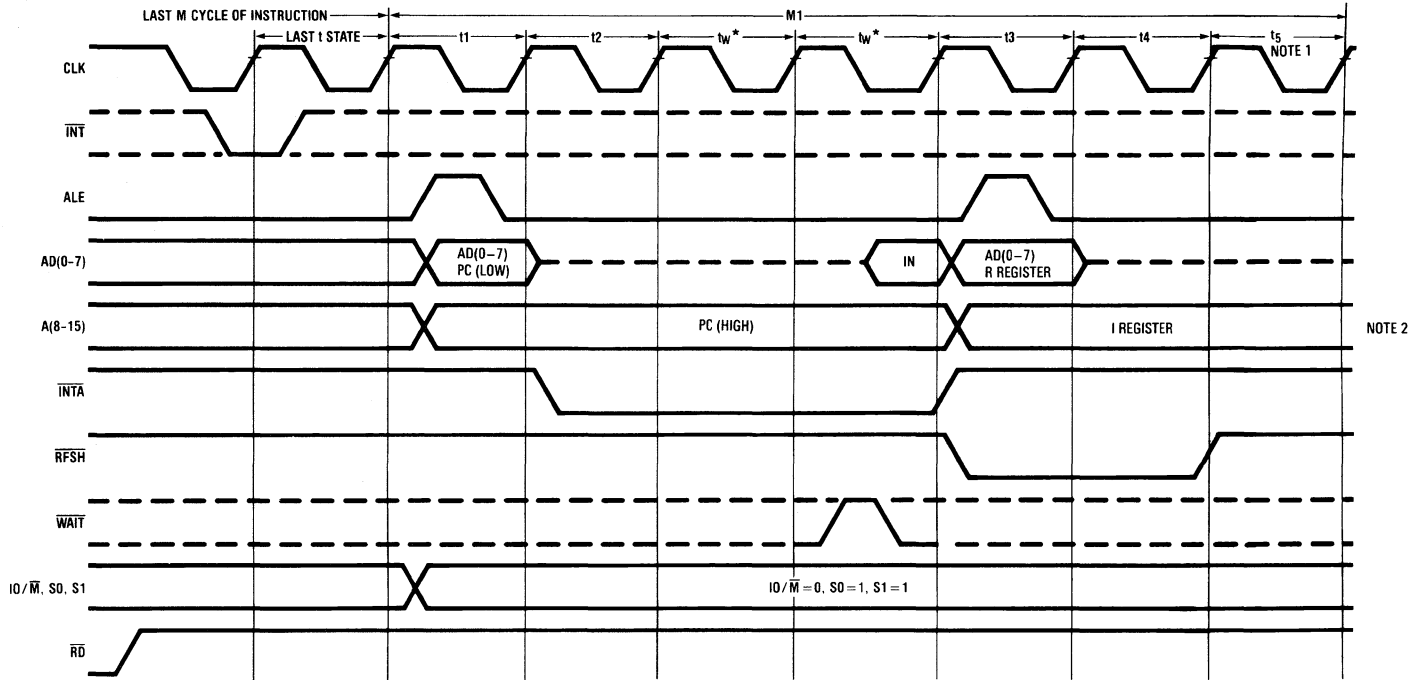 LAST M CYCLE OF INSTRUCTION
M1
LAST t STATE
t1
t2
tw*
tw*
t3
t4
t5
NOTE 1
CLK
INT
ALE
AD(0–7)
AD(0–7)
PC (LOW)
IN
AD(0–7)
R REGISTER
A(8-15)
PC (HIGH)
I REGISTER
NOTE 2
INTA
RFSH
WAIT
IO/M, S0, S1
IO/M=0, S0=1, S1=1
RD